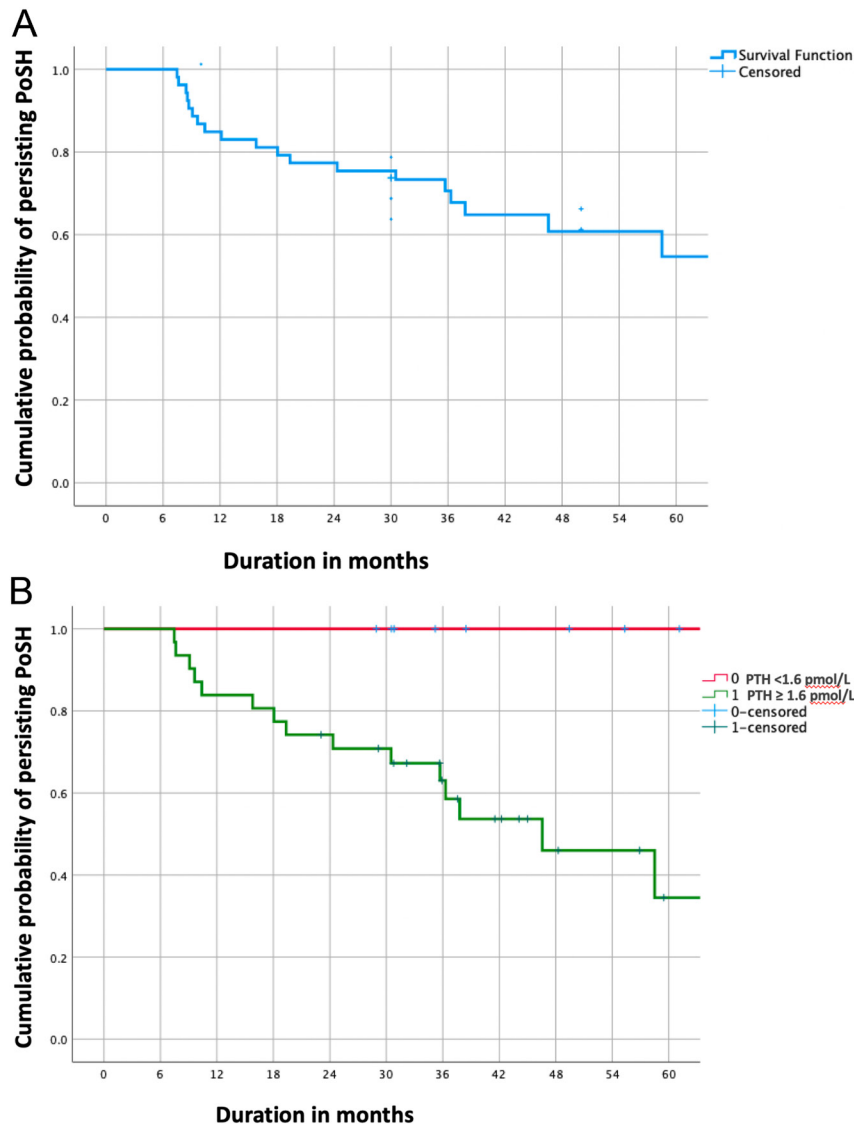 A
Cumulative probability of persisting PoSH
1.0
0.8
0.6
0.4
0.2
0.0
0 6 12 18 24 30 36 42 48 54 60
Duration in months
Survival Function
Censored
B
Cumulative probability of persisting PoSH
1.0
0.8
0.6
0.4
0.2
0.0
0 6 12 18 24 30 36 42 48 54 60
Duration in months
0 PTH <1.6 pmol/L
1 PTH ≥ 1.6 pmol/L
0-censored
1-censored